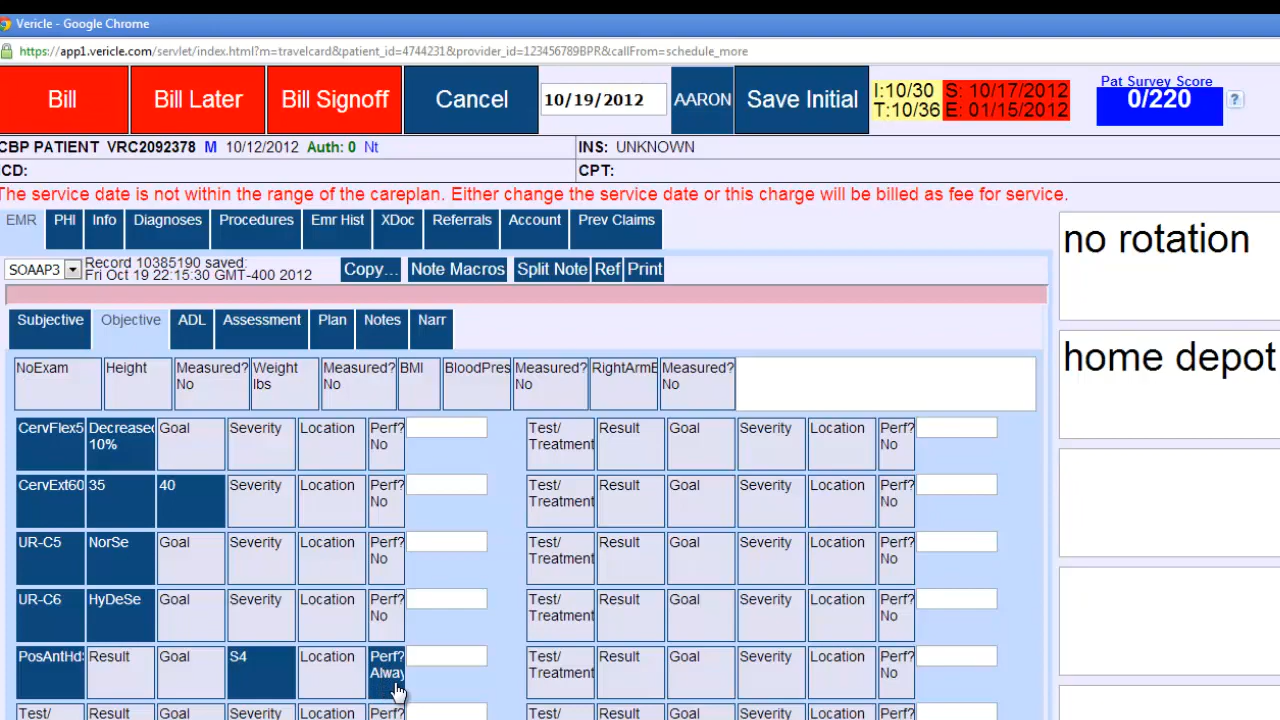 Vericle - Google Chrome
https://app1.vericle.com/servlet/index.html?m=travelcard&patient_id=4744231&provider_id=123456789BPR&callFrom=schedule_more
Bill Bill Later Bill Signoff Cancel 10/19/2012 AARON Save Initial
I:10/30 S: 10/17/2012
T:10/36 E: 01/15/2012
Pat Survey Score
0/220 ?
CBP PATIENT VRC2092378 M 10/12/2012 Auth: 0 Nt INS: UNKNOWN
CD: CPT:
The service date is not within the range of the careplan. Either change the service date or this charge will be billed as fee for service.
EMR PHI Info Diagnoses Procedures Emr Hist XDoc Referrals Account Prev Claims
no rotation
SOAAP3 Record 10385190 saved:
Fri Oct 19 22:15:30 GMT-400 2012
Copy... Note Macros Split Note Ref Print
Subjective Objective ADL Assessment Plan Notes Narr
home depot
NoExam Height Measured? Weight Measured? BMI BloodPres Measured? RightArmE Measured?
No lbs No No No
CervFlex5 Decreased Goal Severity Location Perf? Test/ Result Goal Severity Location Perf?
10% No Treatment No
CervExt60 35 40 Severity Location Perf? Test/ Result Goal Severity Location Perf?
No Treatment No
UR-C5 NorSe Goal Severity Location Perf? Test/ Result Goal Severity Location Perf?
No Treatment No
UR-C6 HyDeSe Goal Severity Location Perf? Test/ Result Goal Severity Location Perf?
No Treatment No
PosAntHd Result Goal S4 Location Perf? Test/ Result Goal Severity Location Perf?
Alway Treatment No
Test/ Result Goal Severity Location Perf? Test/ Result Goal Severity Location Perf?